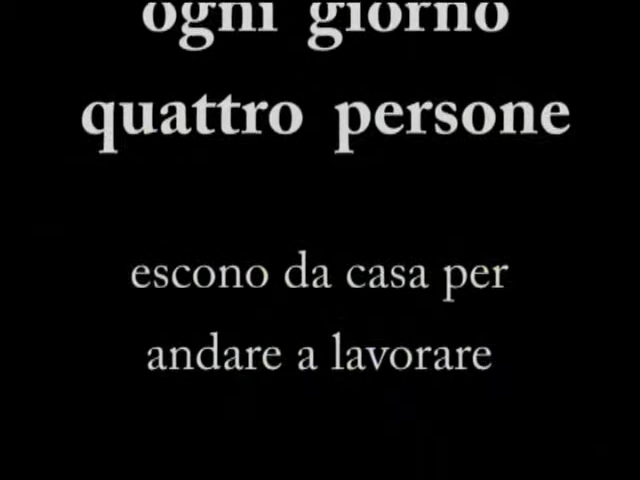 ogni giorno
quattro persone
escono da casa per
andare a lavorare